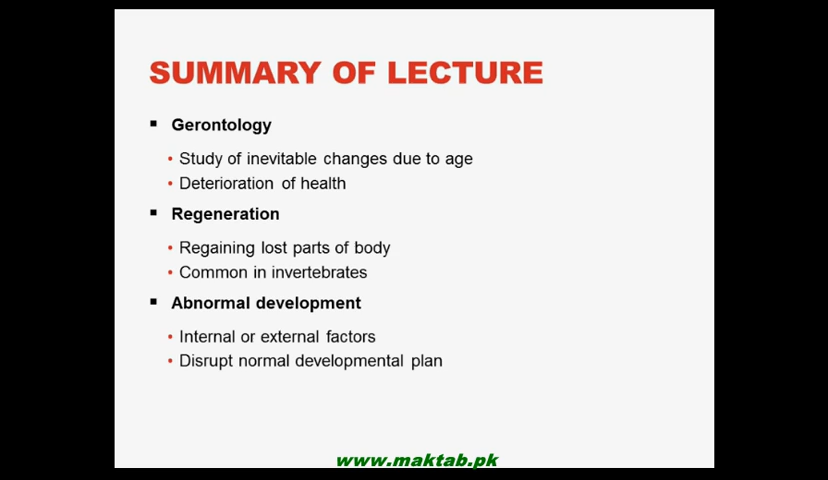 SUMMARY OF LECTURE
▪ Gerontology
• Study of inevitable changes due to age
• Deterioration of health
▪ Regeneration
• Regaining lost parts of body
• Common in invertebrates
▪ Abnormal development
• Internal or external factors
• Disrupt normal developmental plan
www.maktab.pk